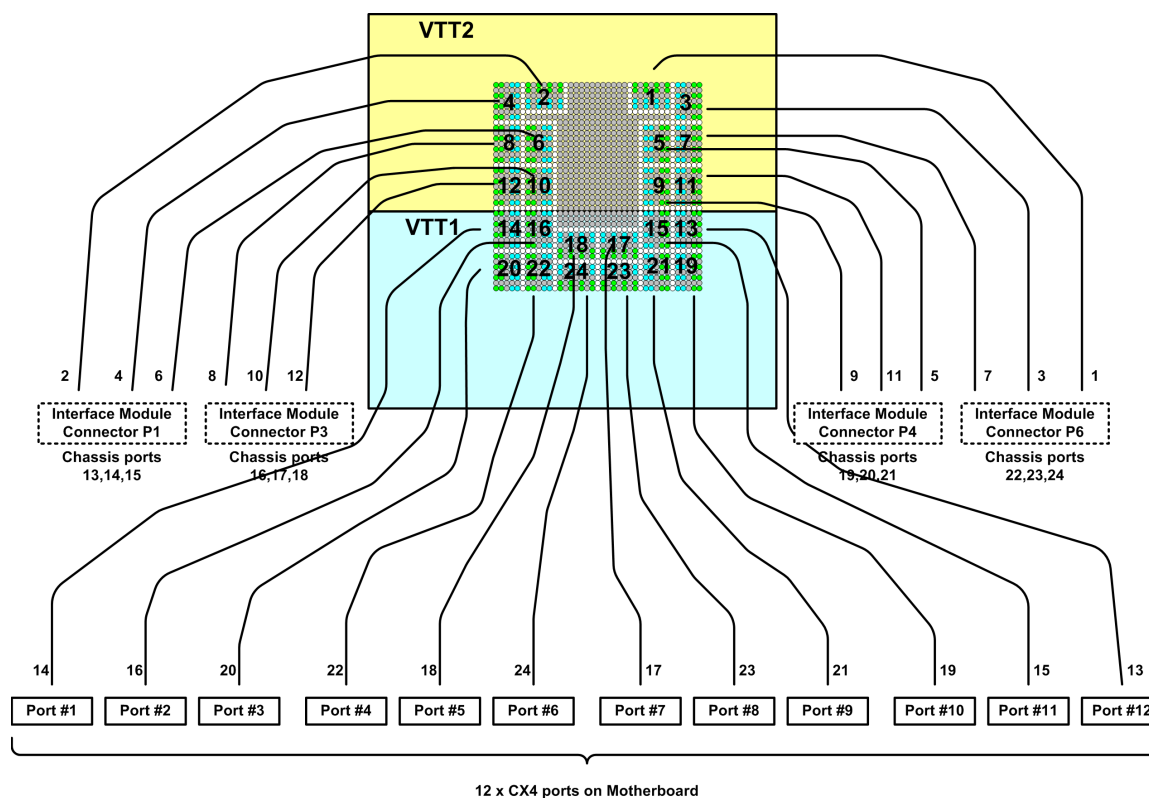 VTT2
4 2 1 3
8 6 5 7
12 10 9 11
VTT1
14 16 15 13
18 17
20 22 24 23 21 19
2 4 6 8 10 12 9 11 5 7 3 1
Interface Module
Connector P1
Chassis ports
13,14,15
Interface Module
Connector P3
Chassis ports
16,17,18
Interface Module
Connector P4
Chassis ports
19,20,21
Interface Module
Connector P6
Chassis ports
22,23,24
14 16 20 22 18 24 17 23 21 19 15 13
Port #1 Port #2 Port #3 Port #4 Port #5 Port #6 Port #7 Port #8 Port #9 Port #10 Port #11 Port #12
12 x CX4 ports on Motherboard